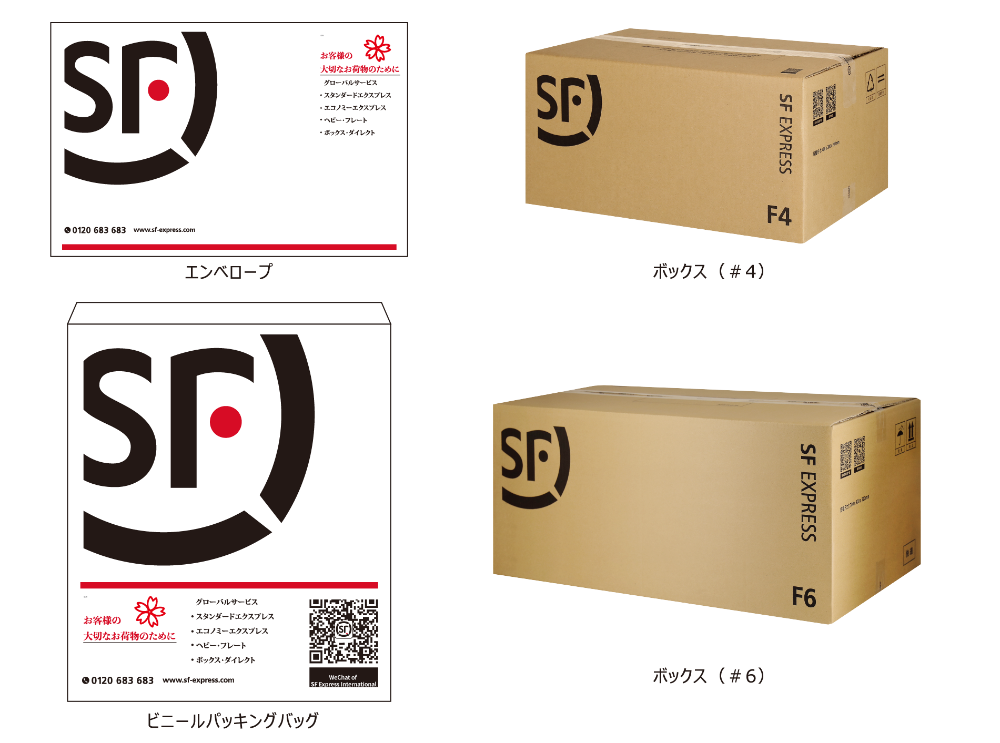 SF
お客様の
大切なお荷物のために
グローバルサービス
・スタンダードエクスプレス
・エコノミーエクスプレス
・ヘビー・フレート
・ボックス・ダイレクト
0120 683 683 www.sf-express.com
エンベロープ
SF
SF EXPRESS
F4
ボックス（＃４）
SF
お客様の
大切なお荷物のために
グローバルサービス
・スタンダードエクスプレス
・エコノミーエクスプレス
・ヘビー・フレート
・ボックス・ダイレクト
0120 683 683 www.sf-express.com
SF
WeChat of
SF Express International
ビニールパッキングバッグ
SF
SF EXPRESS
F6
ボックス（＃６）